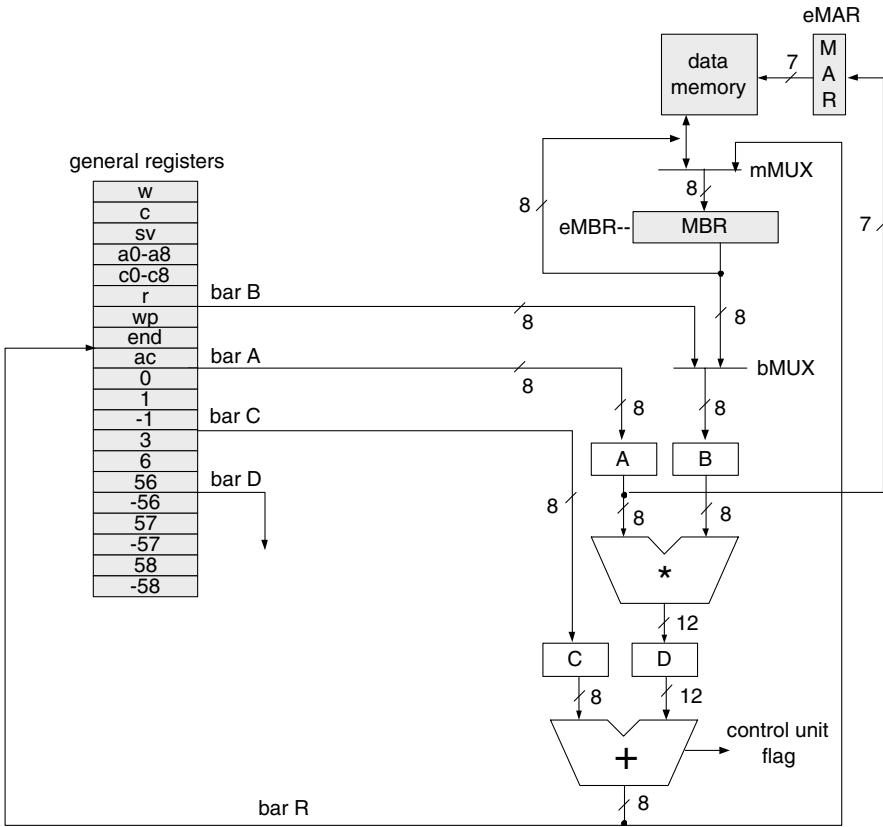 eMAR
M
A
R
7
data
memory
general registers
w
c
sv
a0-a8
c0-c8
r
wp
end
ac
0
1
-1
3
6
56
-56
57
-57
58
-58
mMUX
8
8
eMBR--
MBR
7
bar B
8
8
bar A
8
bMUX
8
8
bar C
A
B
bar D
8
8
8
*
12
C
D
8
12
+
control unit
flag
bar R
8